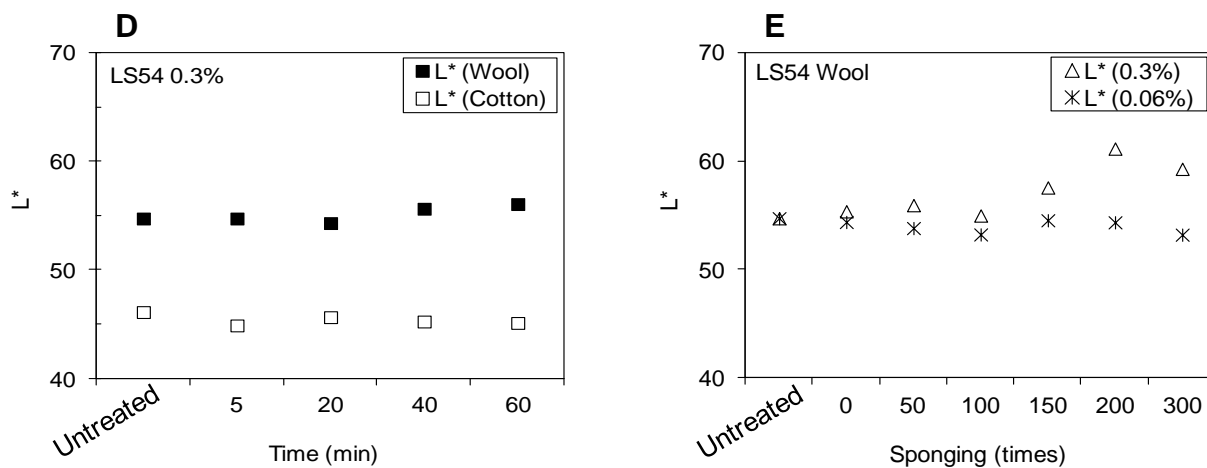 D
70
LS54 0.3%
L* (Wool)
L* (Cotton)
60
L*
50
40
Untreated 5 20 40 60
Time (min)
E
70
LS54 Wool
L* (0.3%)
L* (0.06%)
60
L*
50
40
Untreated 0 50 100 150 200 300
Sponging (times)